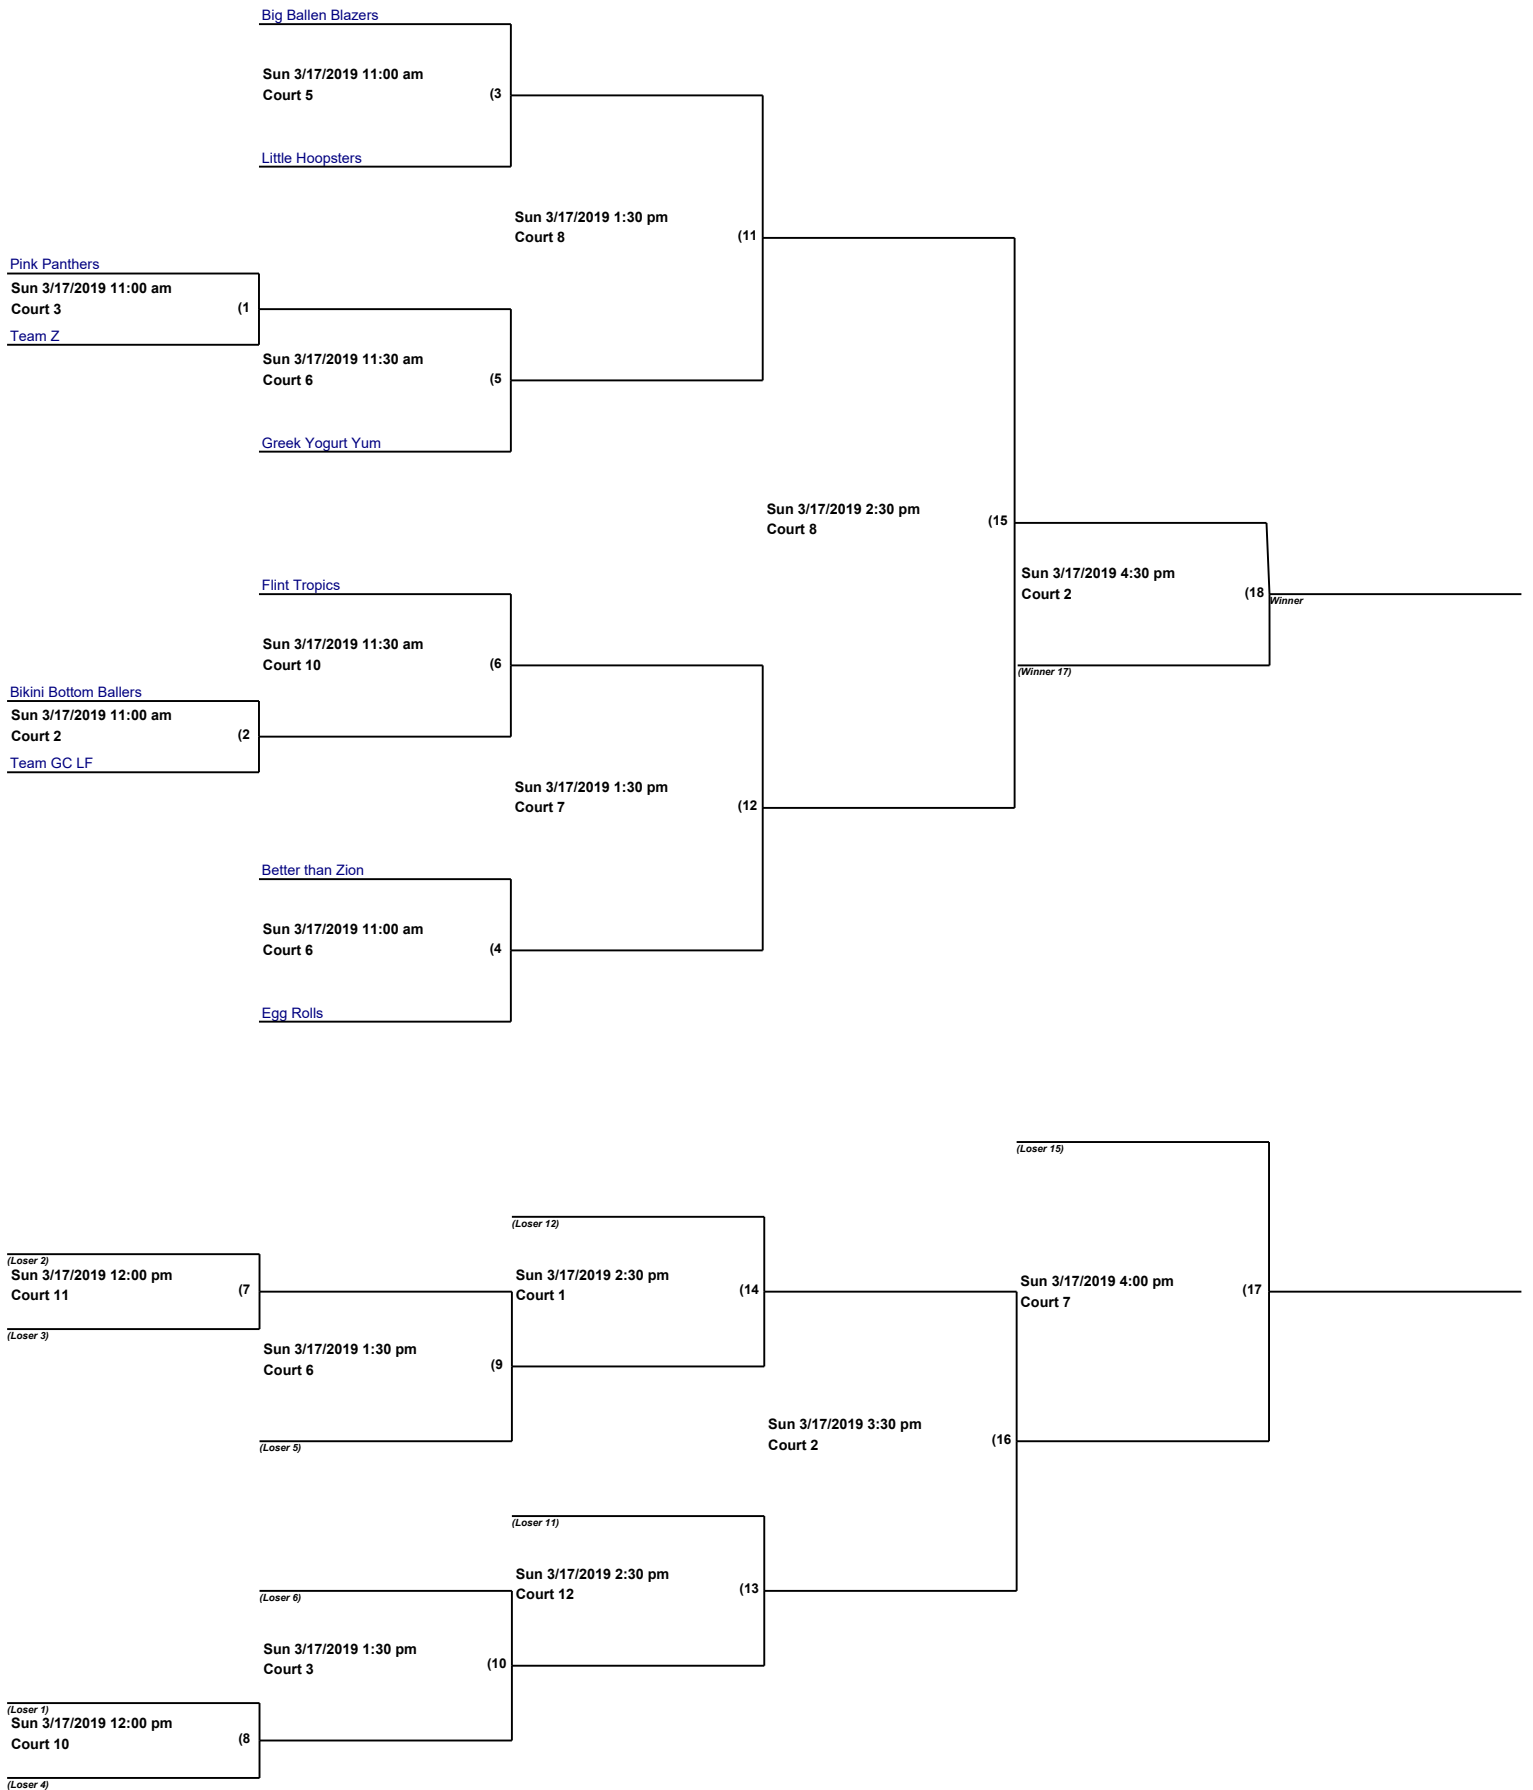 Big Ballen Blazers
Sun 3/17/2019 11:00 am
Court 5
(3
Little Hoopsters
Sun 3/17/2019 1:30 pm
Court 8
(11
Pink Panthers
Sun 3/17/2019 11:00 am
Court 3
(1
Team Z
Sun 3/17/2019 11:30 am
Court 6
(5
Greek Yogurt Yum
Sun 3/17/2019 2:30 pm
Court 8
(15
Sun 3/17/2019 4:30 pm
Court 2
(18
Winner
Flint Tropics
Sun 3/17/2019 11:30 am
Court 10
(6
(Winner 17)
Bikini Bottom Ballers
Sun 3/17/2019 11:00 am
Court 2
(2
Team GC LF
Sun 3/17/2019 1:30 pm
Court 7
(12
Better than Zion
Sun 3/17/2019 11:00 am
Court 6
(4
Egg Rolls
(Loser 15)
(Loser 12)
(Loser 2)
Sun 3/17/2019 12:00 pm
Court 11
(7
(Loser 3)
Sun 3/17/2019 2:30 pm
Court 1
(14
Sun 3/17/2019 4:00 pm
Court 7
(17
Sun 3/17/2019 1:30 pm
Court 6
(9
(Loser 5)
Sun 3/17/2019 3:30 pm
Court 2
(16
(Loser 11)
Sun 3/17/2019 2:30 pm
Court 12
(13
(Loser 6)
Sun 3/17/2019 1:30 pm
Court 3
(10
(Loser 1)
Sun 3/17/2019 12:00 pm
Court 10
(8
(Loser 4)